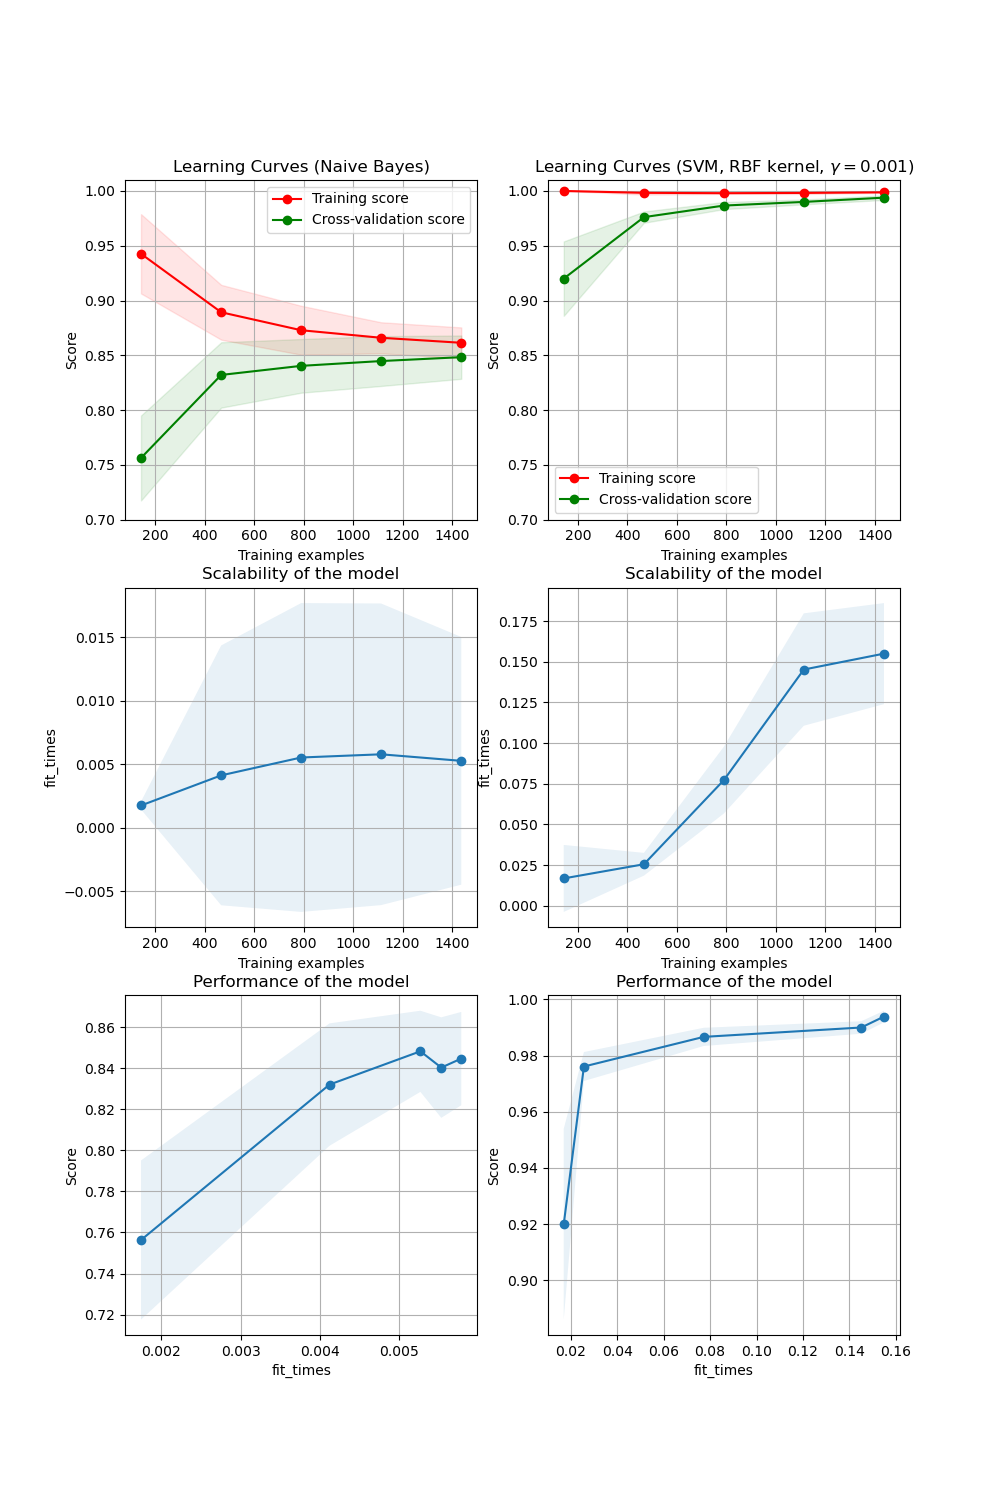 Learning Curves (Naive Bayes)
Learning Curves (SVM, RBF kernel, γ = 0.001)
1.00
0.95
0.90
0.85
0.80
0.75
0.70
Score
Training score
Cross-validation score
200 400 600 800 1000 1200 1400
Training examples
1.00
0.95
0.90
0.85
0.80
0.75
0.70
Score
Training score
Cross-validation score
200 400 600 800 1000 1200 1400
Training examples
Scalability of the model
0.015
0.010
0.005
0.000
−0.005
fit_times
200 400 600 800 1000 1200 1400
Training examples
Scalability of the model
0.175
0.150
0.125
0.100
0.075
0.050
0.025
0.000
fit_times
200 400 600 800 1000 1200 1400
Training examples
Performance of the model
0.86
0.84
0.82
0.80
0.78
0.76
0.74
0.72
Score
0.002 0.003 0.004 0.005
fit_times
Performance of the model
1.00
0.98
0.96
0.94
0.92
0.90
Score
0.02 0.04 0.06 0.08 0.10 0.12 0.14 0.16
fit_times